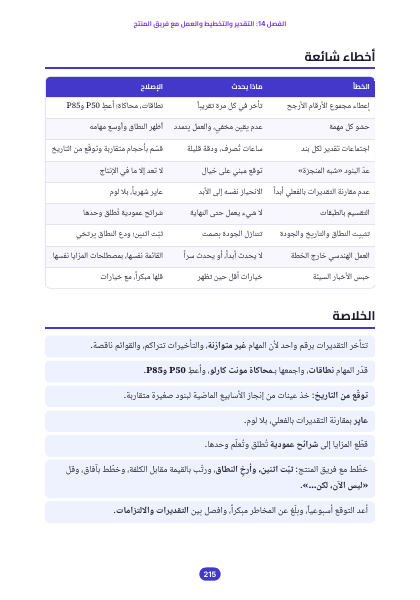 الفصل 14: التقدير والتخطيط والعمل مع فريق المنتج
أخطاء شائعة
الخطأ ماذا يحدث الإصلاح
إعطاء مجموع الأرقام الأرجح تأخر في كل مرة تقريباً نطاقات، محاكاة؛ أعطِ P50 وP85
حشو كل مهمة عدم يقين مخفي، والعمل يتمدد أظهر النطاق وأوسع مهامه
اجتماعات تقدير لكل بند ساعات تُصرف، ودقة قليلة قسّم بأحجام متقاربة وتوقّع من التاريخ
عدّ البنود «شبه المنجزة» توقع مبني على خيال لا تعد إلا ما في الإنتاج
عدم مقارنة التقديرات بالفعلي أبداً الانحياز نفسه إلى الأبد عاير شهرياً، بلا لوم
التقسيم بالطبقات لا شيء يعمل حتى النهاية شرائح عمودية تُطلق وحدها
تثبيت النطاق والتاريخ والجودة تتنازل الجودة بصمت ثبّت اثنين؛ ودع النطاق يرتخي
العمل الهندسي خارج الخطة لا يحدث أبداً، أو يحدث سراً القائمة نفسها، بمصطلحات المزايا نفسها
حبس الأخبار السيئة خيارات أقل حين تظهر قلها مبكراً، مع خيارات
الخلاصة
تتأخر التقديرات برقم واحد لأن المهام غير متوازنة، والتأخيرات تتراكم، والقوائم ناقصة.
قدّر المهام نطاقات، واجمعها بـمحاكاة مونت كارلو، وأعطِ P50 وP85.
توقّع من التاريخ: خذ عينات من إنجاز الأسابيع الماضية لبنود صغيرة متقاربة.
عاير بمقارنة التقديرات بالفعلي، بلا لوم.
قطّع المزايا إلى شرائح عمودية تُطلق وتُعلّم وحدها.
خطّط مع فريق المنتج: ثبّت اثنين، وأرخِ النطاق، ورتّب بالقيمة مقابل الكلفة، وخطّط بآفاق، وقل
«ليس الآن، لكن...».
أعد التوقع أسبوعياً، وبلّغ عن المخاطر مبكراً، وافصل بين التقديرات والالتزامات.
215